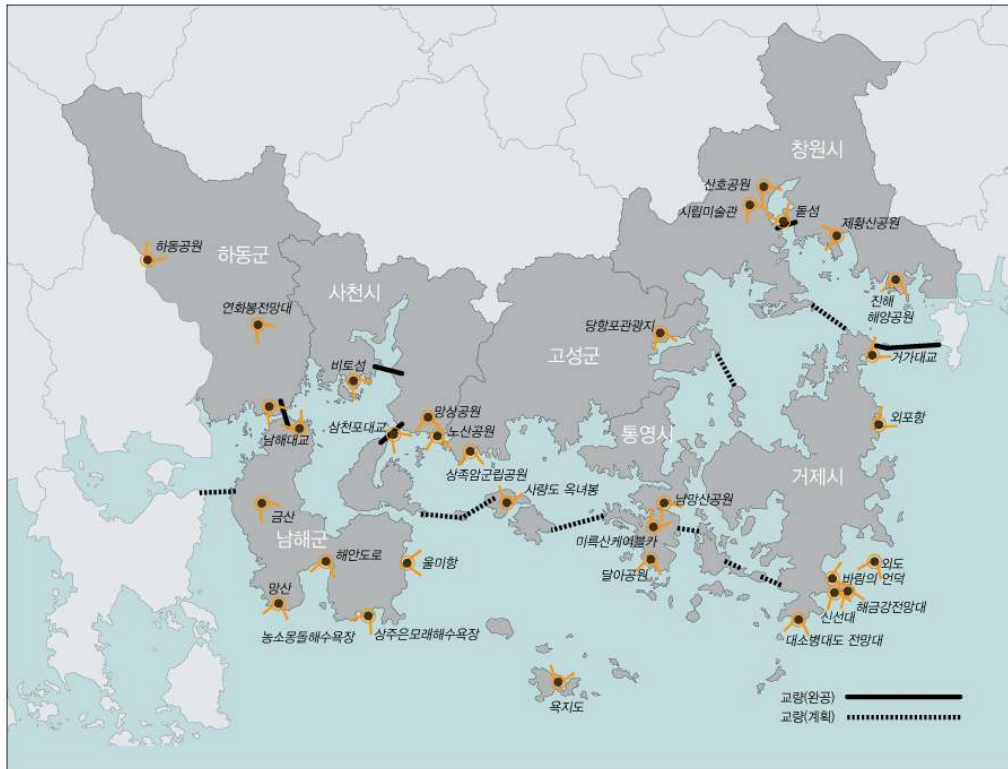 창원시
산호공원
시립미술관
돝섬
제황산공원
하동공원
하동군
사천시
진해
해양공원
연화봉전망대
당항포관광지
고성군
거가대교
비토섬
망상공원
외포항
남해대교
삼천포대교
노산공원
통영시
상족암군립공원
거제시
사량도 옥녀봉
남망산공원
금산
남해군
미륵산케이블카
해안도로
울미항
달아공원
외도
바람의 언덕
망산
해금강전망대
신선대
농소몽돌해수욕장
상주은모래해수욕장
대소병대도 전망대
욕지도
교량(완공)
교량(계획)